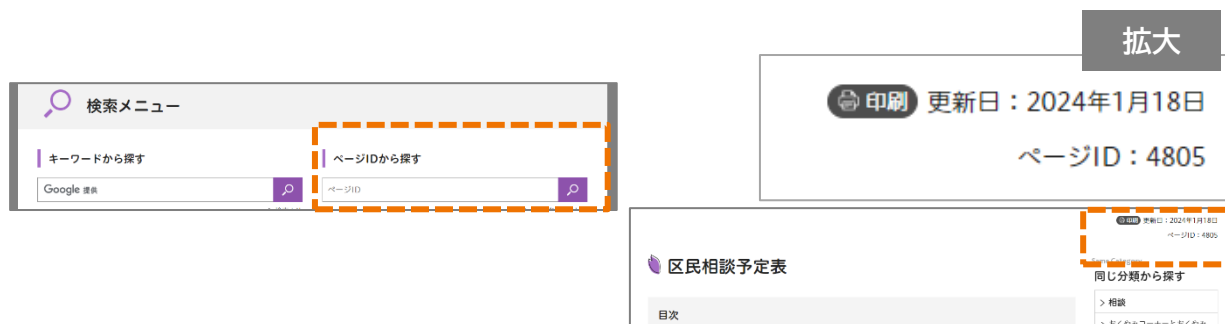 検索メニュー
キーワードから探す
Google 提供
ページIDから探す
ページID
拡大
印刷 更新日：2024年1月18日
ページID：4805
印刷 更新日：2024年1月18日
ページID：4805
区民相談予定表
目次
Same Category
同じ分類から探す
> 相談